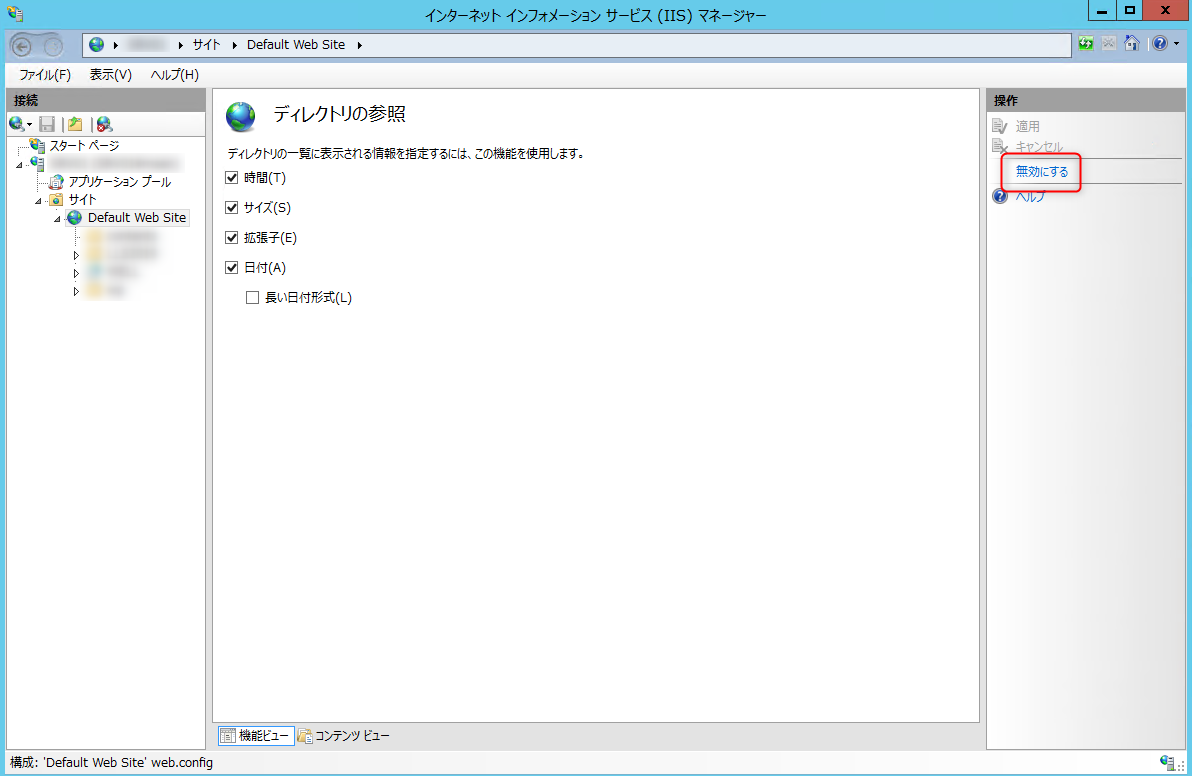 インターネット インフォメーション サービス (IIS) マネージャー
サイト Default Web Site
ファイル(F) 表示(V) ヘルプ(H)
接続
スタート ページ
アプリケーション プール
サイト
Default Web Site
ディレクトリの参照
ディレクトリの一覧に表示される情報を指定するには、この機能を使用します。
時間(T)
サイズ(S)
拡張子(E)
日付(A)
長い日付形式(L)
機能ビュー コンテンツ ビュー
操作
適用
キャンセル
無効にする
ヘルプ
構成: 'Default Web Site' web.config